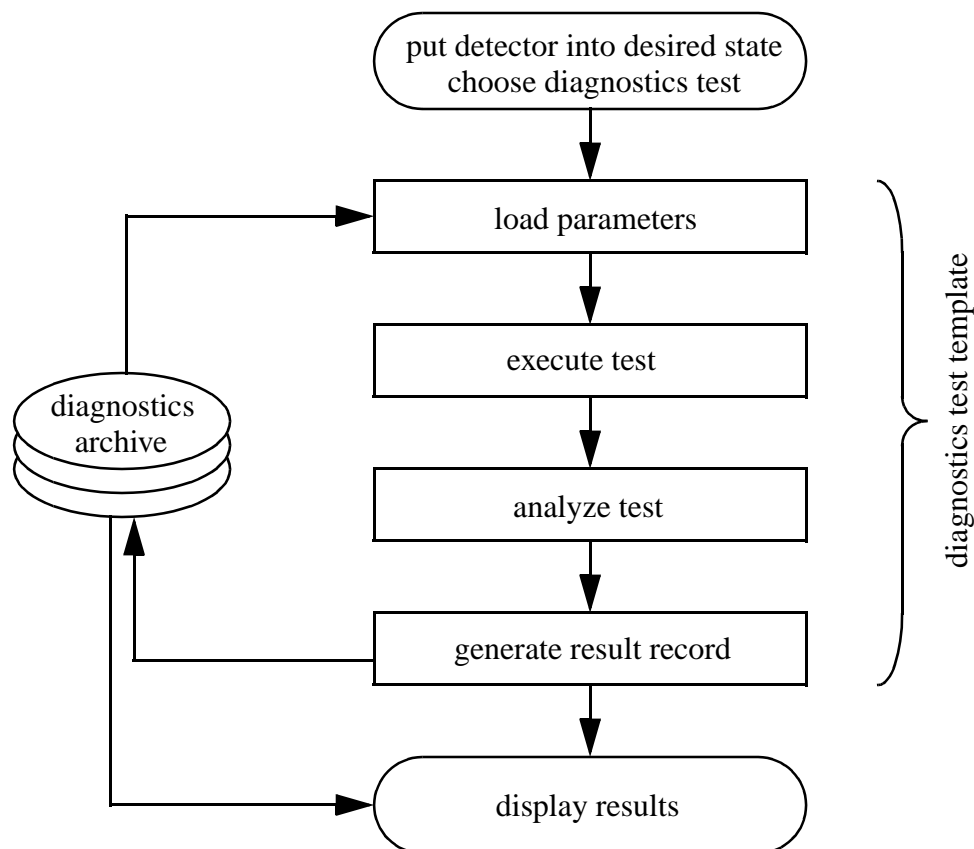 put detector into desired state
choose diagnostics test
load parameters
execute test
diagnostics
archive
analyze test
generate result record
display results
diagnostics test template